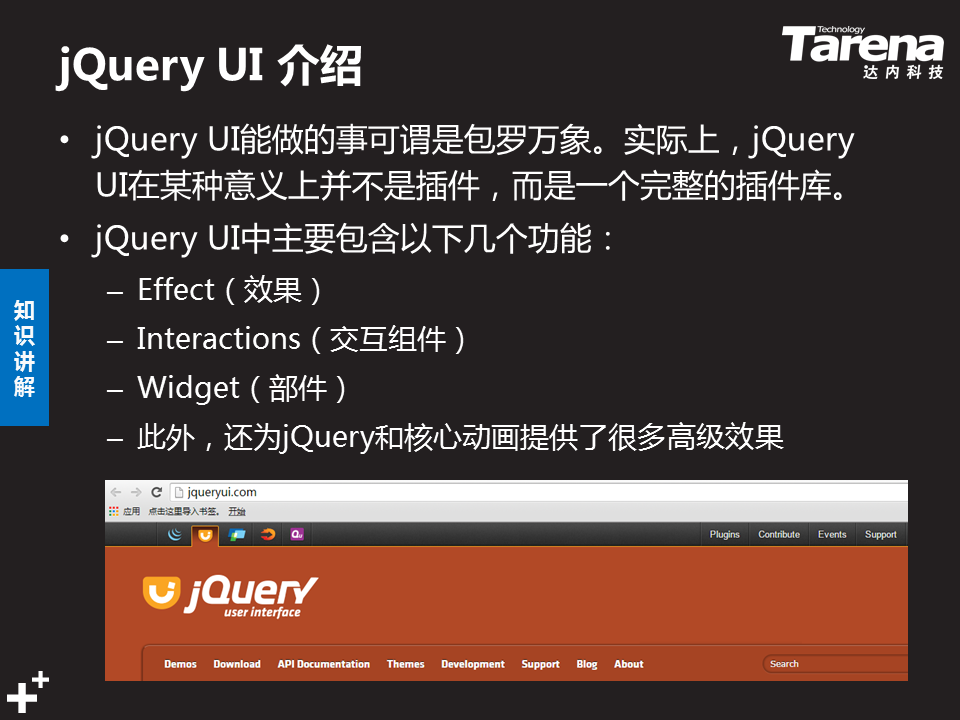 jQuery UI 介绍
Technology
Tarena
达内科技
• jQuery UI能做的事可谓是包罗万象。实际上，jQuery
UI在某种意义上并不是插件，而是一个完整的插件库。
• jQuery UI中主要包含以下几个功能：
– Effect（效果）
– Interactions（交互组件）
– Widget（部件）
– 此外，还为jQuery和核心动画提供了很多高级效果
知识讲解
jqueryui.com
应用 点击这里导入书签。 开始
Plugins Contribute Events Support
jQuery
user interface
Demos Download API Documentation Themes Development Support Blog About Search